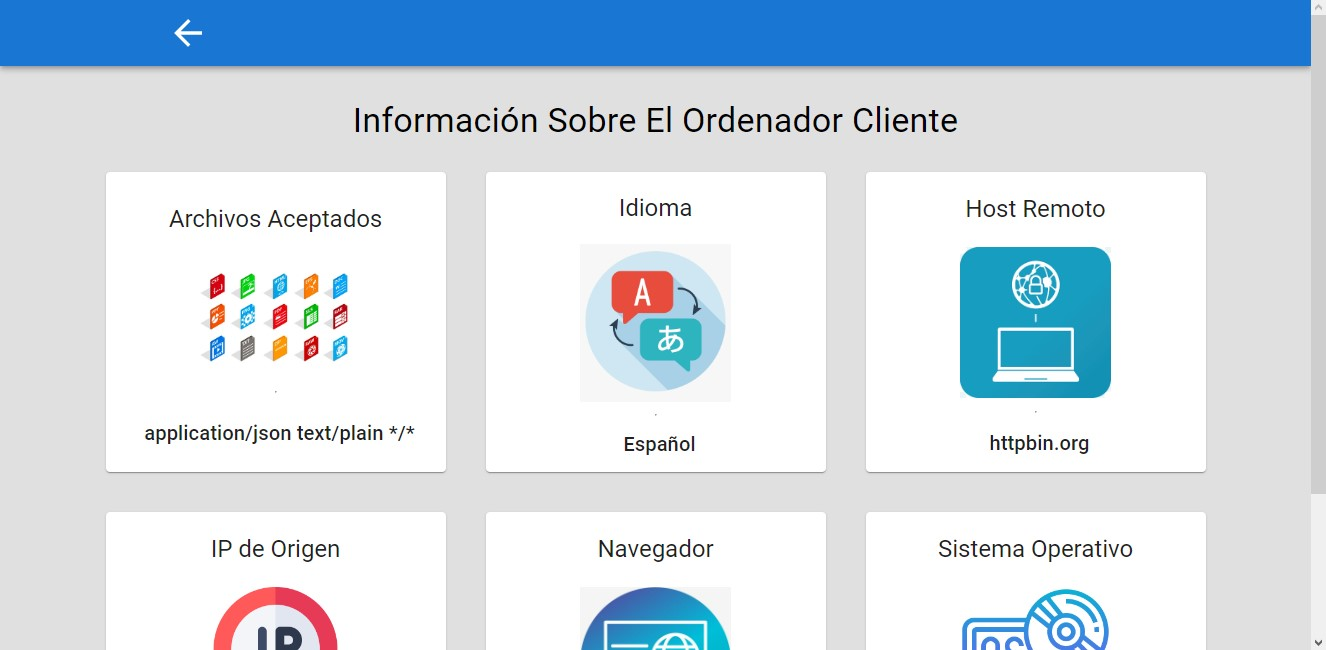 Información Sobre El Ordenador Cliente
Archivos Aceptados
.
application/json text/plain */*
Idioma
A
あ
.
Español
Host Remoto
.
httpbin.org
IP de Origen
IP
Navegador
Sistema Operativo
OS